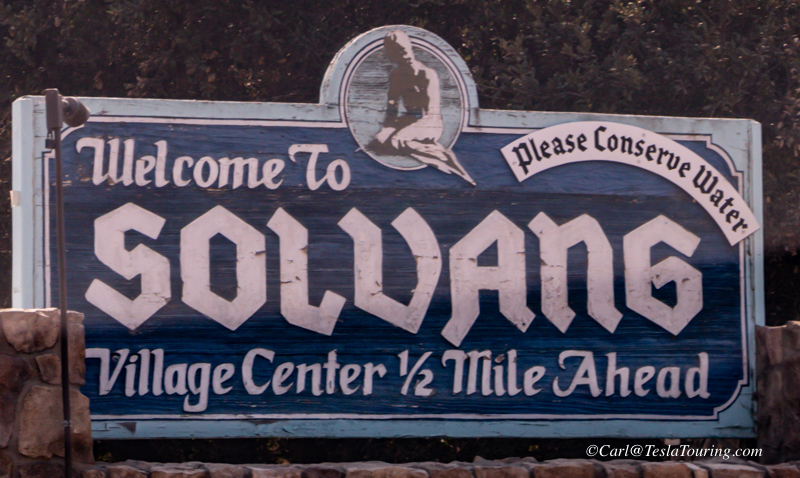 Welcome To
Please Conserve Water
SOLVANG
Village Center ½ Mile Ahead
©Carl@TeslaTouring.com